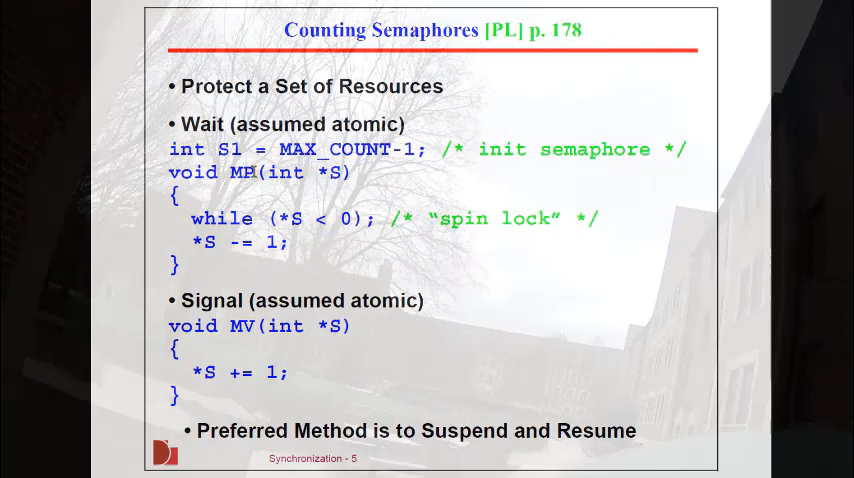 Counting Semaphores [PL] p. 178
• Protect a Set of Resources
• Wait (assumed atomic)
int S1 = MAX_COUNT-1; /* init semaphore */
void MP(int *S)
{
while (*S < 0); /* “spin lock” */
*S -= 1;
}
• Signal (assumed atomic)
void MV(int *S)
{
*S += 1;
}
• Preferred Method is to Suspend and Resume
Synchronization - 5